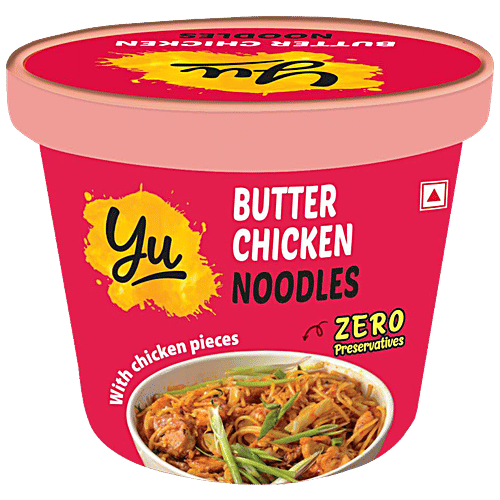 BUTTER CHICKEN
NOODLES
yu
yu
BUTTER
CHICKEN
NOODLES
ZERO
Preservatives
With chicken pieces